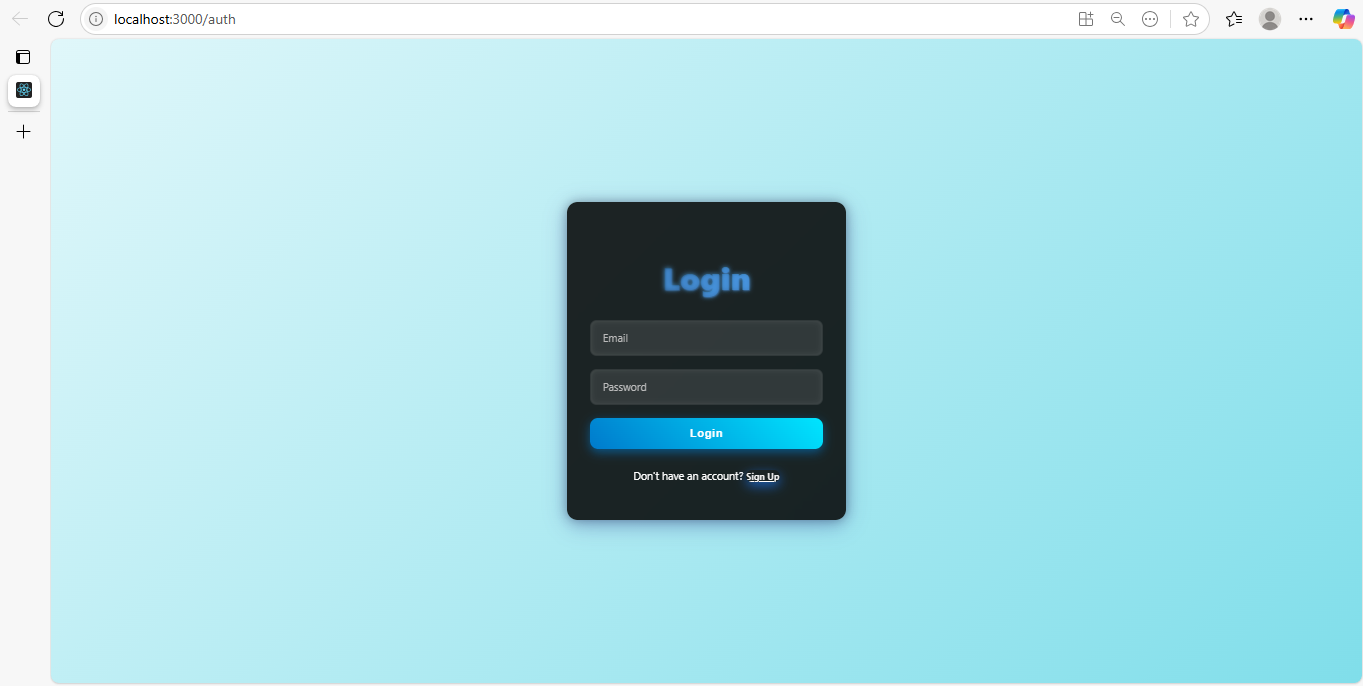 localhost:3000/auth
Login
Email
Password
Login
Don't have an account? Sign Up